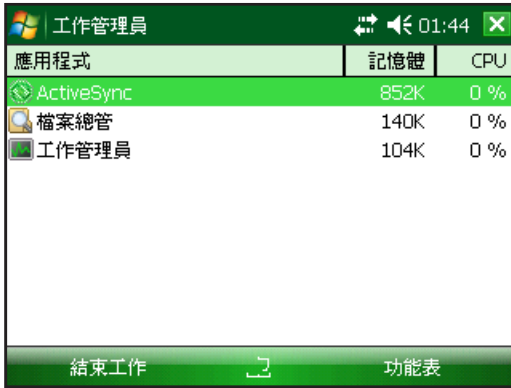 工作管理員 01:44
應用程式 記憶體 CPU
ActiveSync 852K 0 %
檔案總管 140K 0 %
工作管理員 104K 0 %
結束工作 功能表